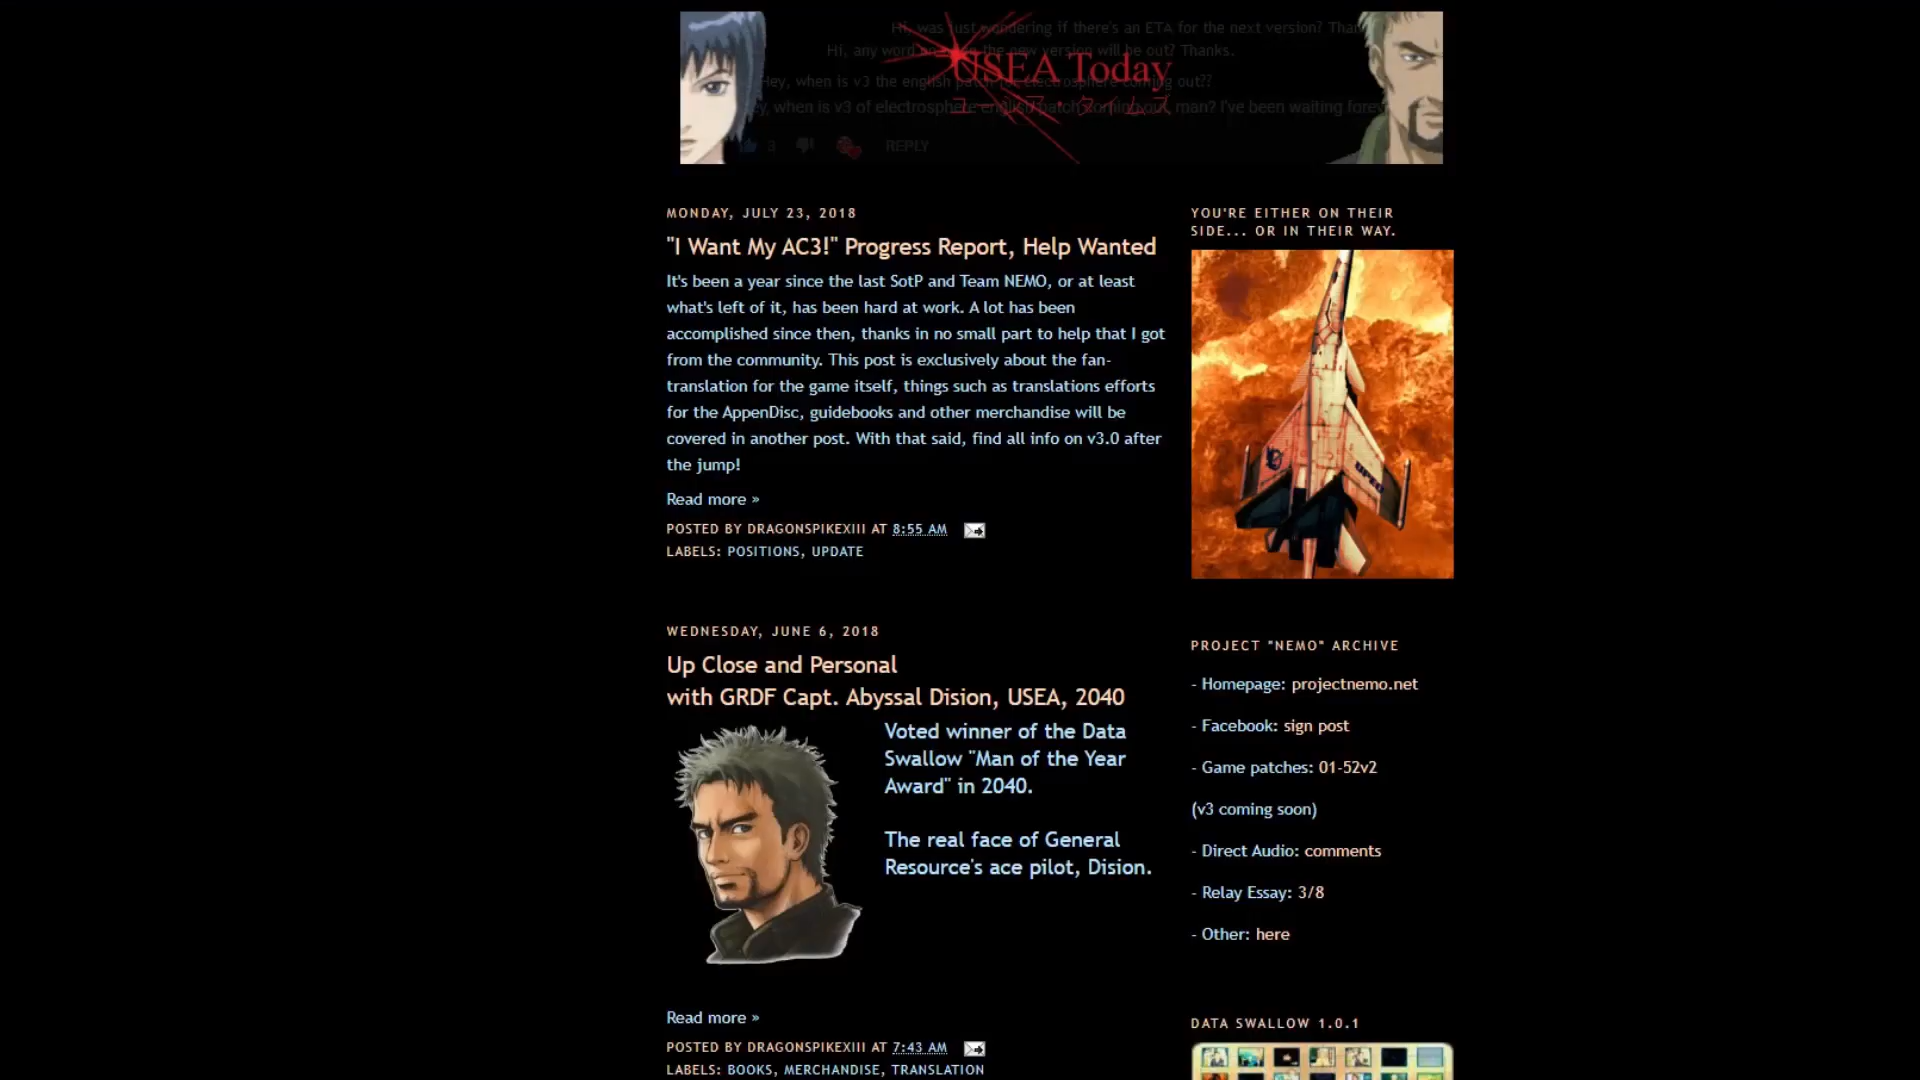 Hi, was just wondering if there's an ETA for the next version?
Hi, any word on the new version will be out? Thanks.
USEA Today
hey, when is v3 the english patch electrosphere coming out??
when is v3 of electrosphere english patch coming out, man? I've been waiting
ユージア・タイムズ
3 REPLY
MONDAY, JULY 23, 2018
"I Want My AC3!" Progress Report, Help Wanted
It's been a year since the last SotP and Team NEMO, or at least
what's left of it, has been hard at work. A lot has been
accomplished since then, thanks in no small part to help that I got
from the community. This post is exclusively about the fan-
translation for the game itself, things such as translations efforts
for the AppenDisc, guidebooks and other merchandise will be
covered in another post. With that said, find all info on v3.0 after
the jump!
Read more »
POSTED BY DRAGONSPIKEXIII AT 8:55 AM
LABELS: POSITIONS, UPDATE
WEDNESDAY, JUNE 6, 2018
Up Close and Personal
with GRDF Capt. Abyssal Dision, USEA, 2040
Voted winner of the Data
Swallow "Man of the Year
Award" in 2040.
The real face of General
Resource's ace pilot, Dision.
Read more »
POSTED BY DRAGONSPIKEXIII AT 7:43 AM
LABELS: BOOKS, MERCHANDISE, TRANSLATION
YOU'RE EITHER ON THEIR
SIDE... OR IN THEIR WAY.
UPEO
PROJECT "NEMO" ARCHIVE
- Homepage: projectnemo.net
- Facebook: sign post
- Game patches: 01-52v2
(v3 coming soon)
- Direct Audio: comments
- Relay Essay: 3/8
- Other: here
DATA SWALLOW 1.0.1